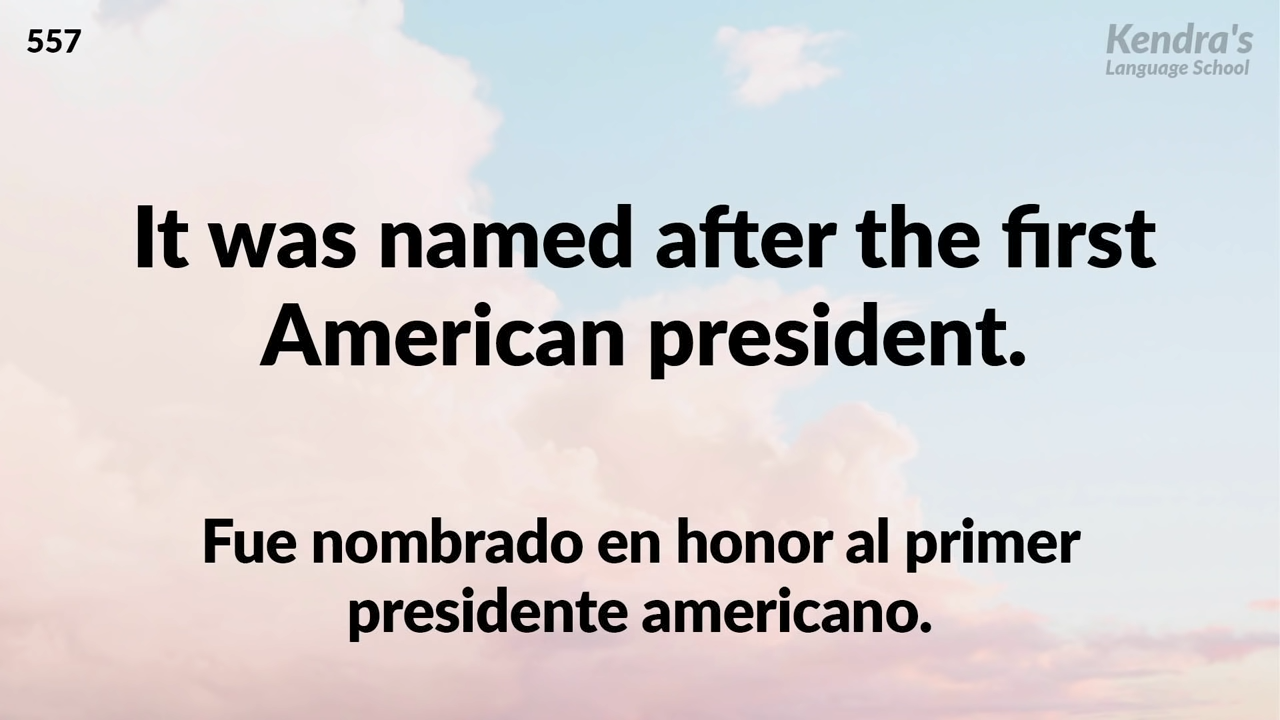 557
Kendra's
Language School
It was named after the first
American president.
Fue nombrado en honor al primer
presidente americano.